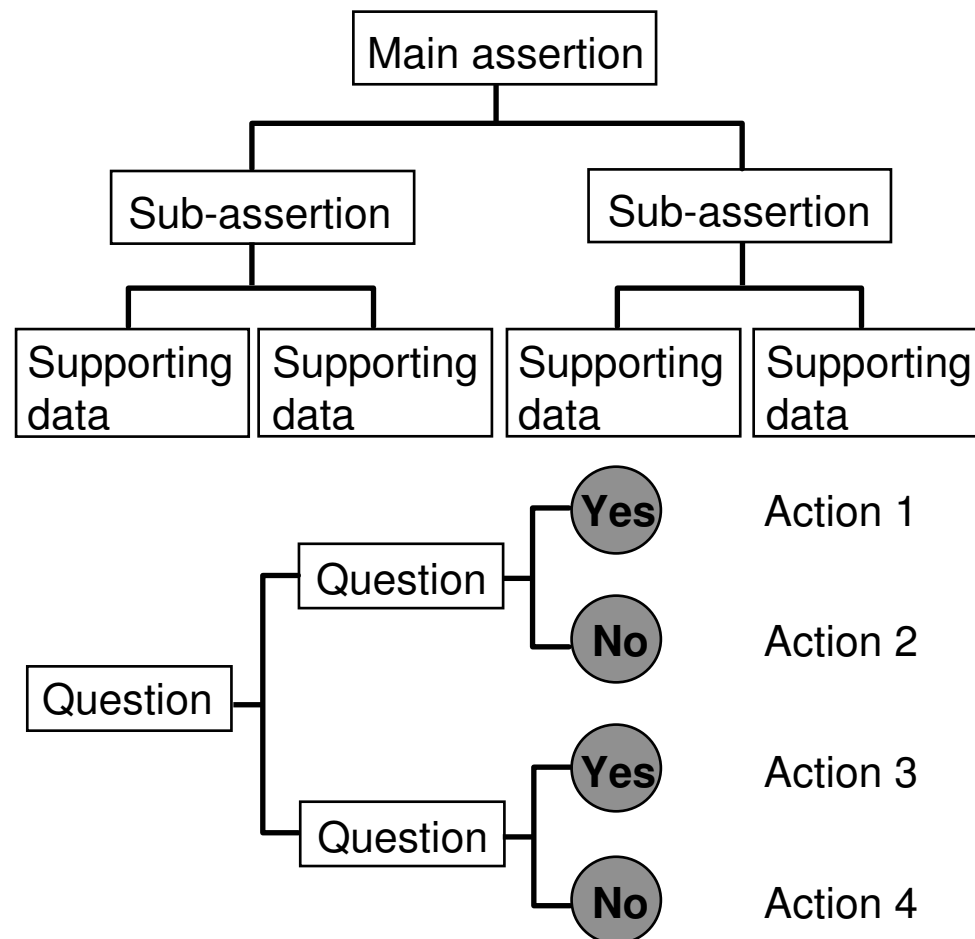 Main assertion
Sub-assertion
Sub-assertion
Supporting
data
Supporting
data
Supporting
data
Supporting
data
Yes
Action 1
Question
No
Action 2
Question
Yes
Action 3
Question
No
Action 4